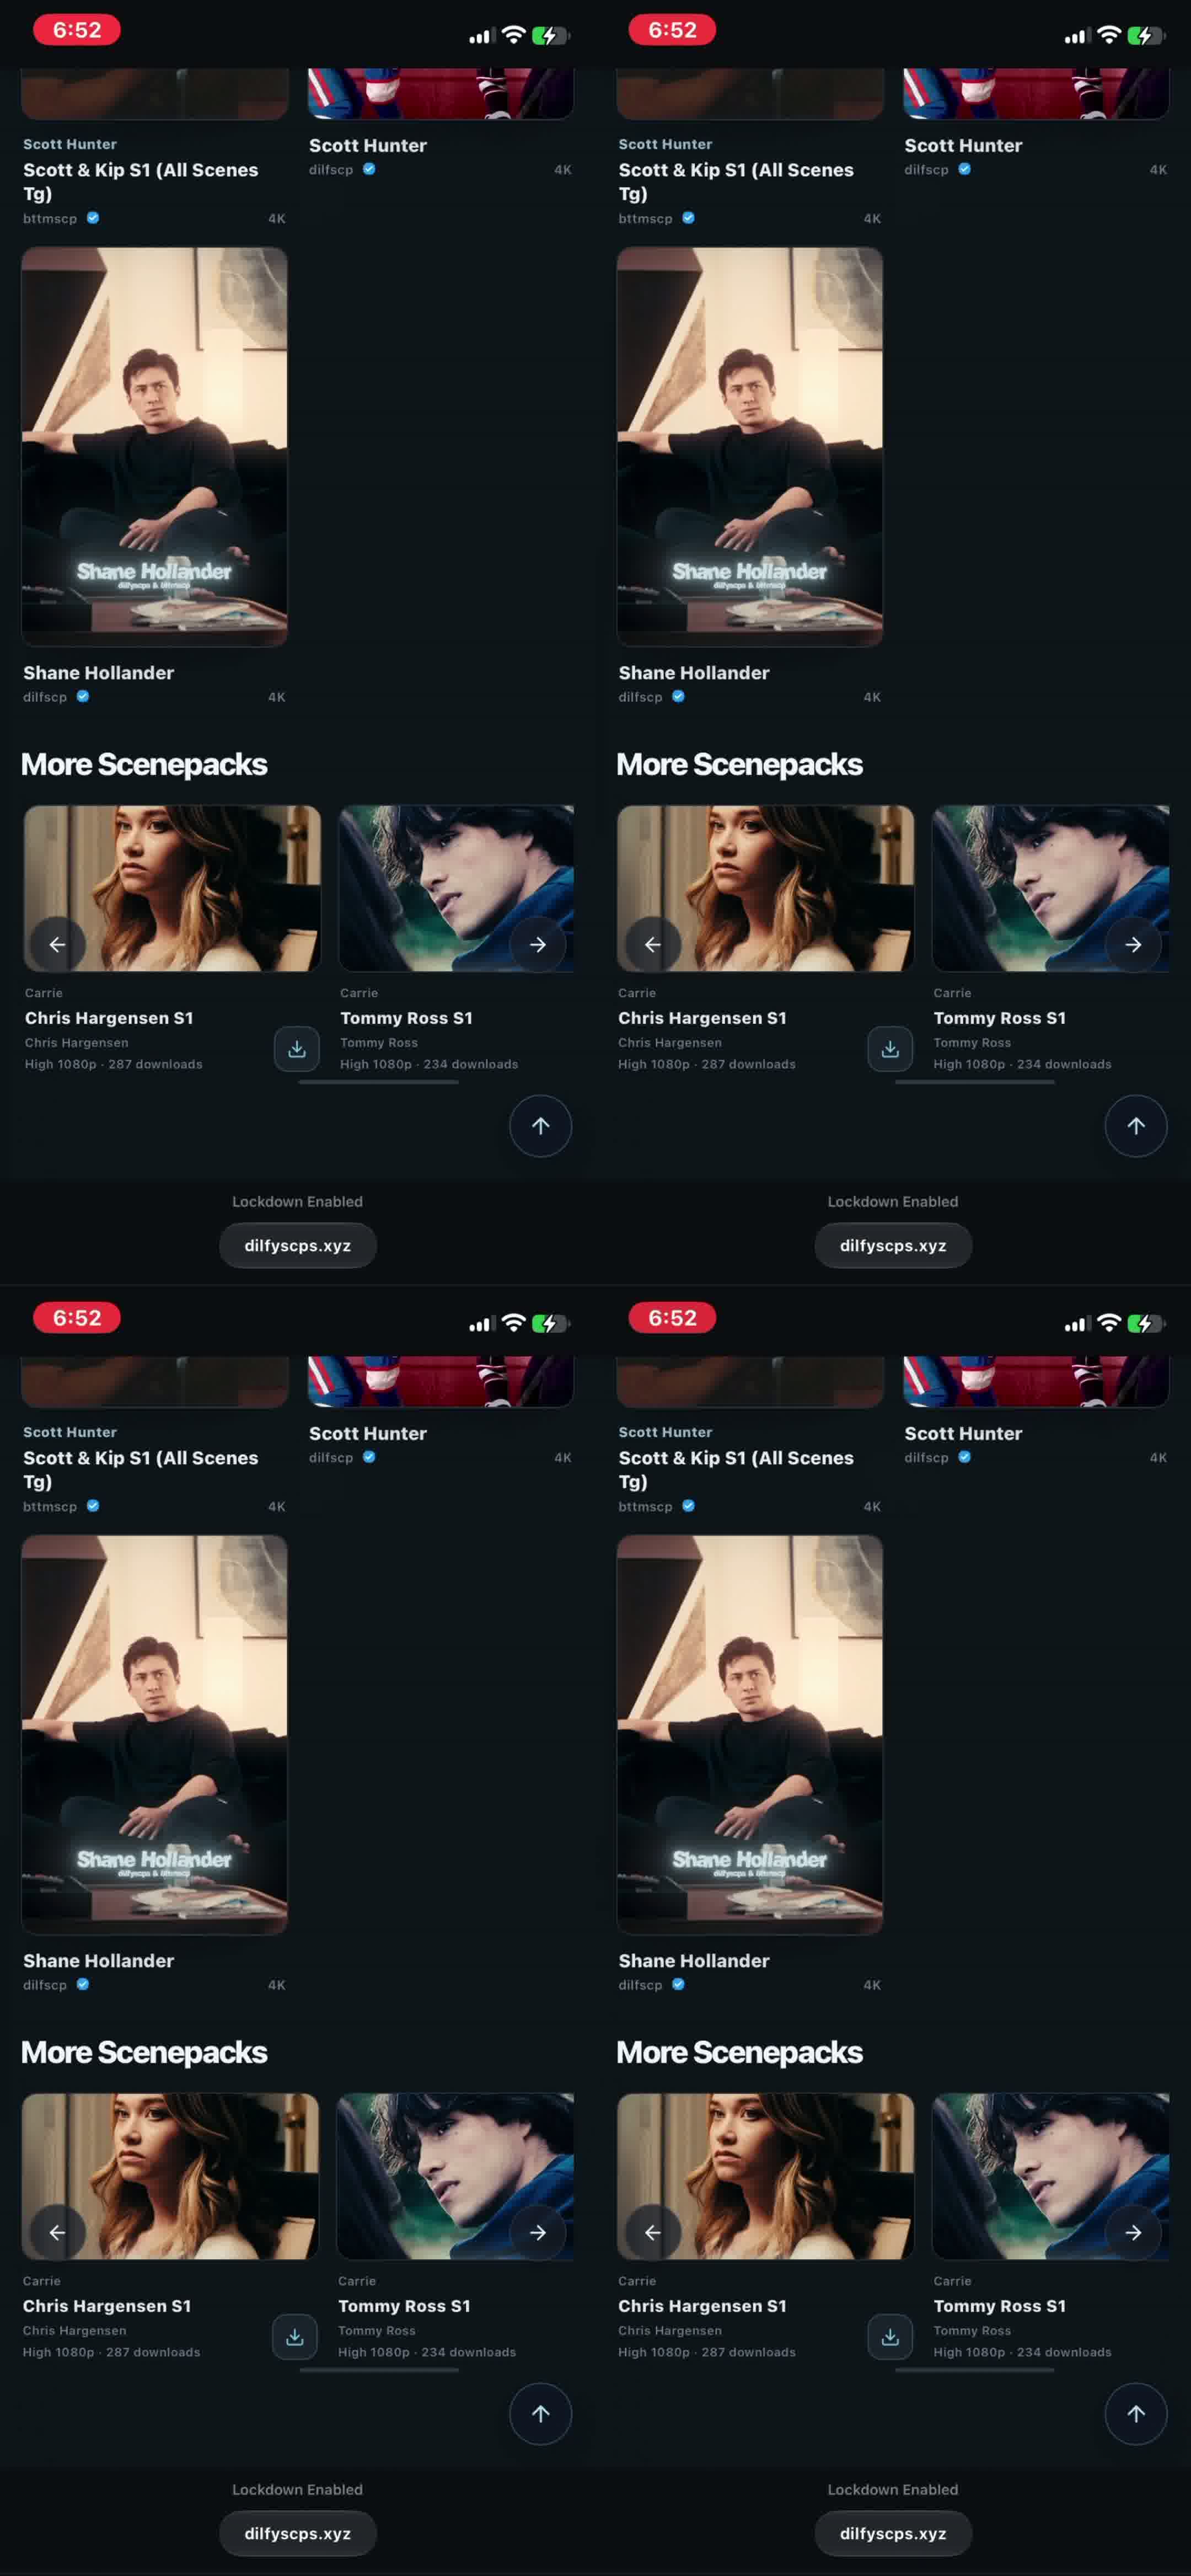 6:52
Scott Hunter
Scott & Kip S1 (All Scenes
Tg)
bttmscp
4K
Scott Hunter
dilfscp
4K
Shane Hollander
dilfyscps & bttmscp
Shane Hollander
dilfscp
4K
More Scenepacks
Carrie
Chris Hargensen S1
Chris Hargensen
High 1080p · 287 downloads
Carrie
Tommy Ross S1
Tommy Ross
High 1080p · 234 downloads
Lockdown Enabled
dilfyscps.xyz
6:52
Scott Hunter
Scott & Kip S1 (All Scenes
Tg)
bttmscp
4K
Scott Hunter
dilfscp
4K
Shane Hollander
dilfyscps & bttmscp
Shane Hollander
dilfscp
4K
More Scenepacks
Carrie
Chris Hargensen S1
Chris Hargensen
High 1080p · 287 downloads
Carrie
Tommy Ross S1
Tommy Ross
High 1080p · 234 downloads
Lockdown Enabled
dilfyscps.xyz
6:52
Scott Hunter
Scott & Kip S1 (All Scenes
Tg)
bttmscp
4K
Scott Hunter
dilfscp
4K
Shane Hollander
dilfyscps & bttmscp
Shane Hollander
dilfscp
4K
More Scenepacks
Carrie
Chris Hargensen S1
Chris Hargensen
High 1080p · 287 downloads
Carrie
Tommy Ross S1
Tommy Ross
High 1080p · 234 downloads
Lockdown Enabled
dilfyscps.xyz
6:52
Scott Hunter
Scott & Kip S1 (All Scenes
Tg)
bttmscp
4K
Scott Hunter
dilfscp
4K
Shane Hollander
dilfyscps & bttmscp
Shane Hollander
dilfscp
4K
More Scenepacks
Carrie
Chris Hargensen S1
Chris Hargensen
High 1080p · 287 downloads
Carrie
Tommy Ross S1
Tommy Ross
High 1080p · 234 downloads
Lockdown Enabled
dilfyscps.xyz